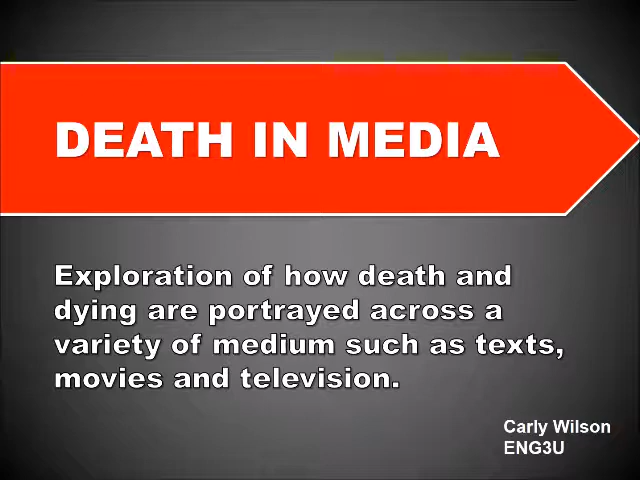 DEATH IN MEDIA
Exploration of how death and
dying are portrayed across a
variety of medium such as texts,
movies and television.
Carly Wilson
ENG3U